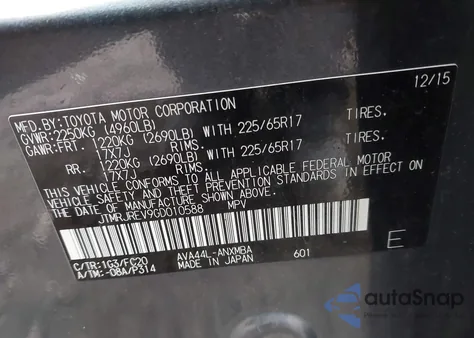 12/15
MFD.BY:TOYOTA MOTOR CORPORATION
GVWR:2250KG (4960LB)
GAWR:FRT. 1220KG (2690LB) WITH 225/65R17 TIRES.
17X7J RIMS.
RR. 1220KG (2690LB) WITH 225/65R17 TIRES.
17X7J RIMS.
THIS VEHICLE CONFORMS TO ALL APPLICABLE FEDERAL MOTOR
VEHICLE SAFETY AND THEFT PREVENTION STANDARDS IN EFFECT
ON THE DATE OF MANUFACTURE SHOWN ABOVE.
JTMRJREV9GD010588 MPV
C/TR:1G3/FC20 AVA44L-ANXMBA
A/TM:-08A/P314 MADE IN JAPAN 601
E
autoSnap